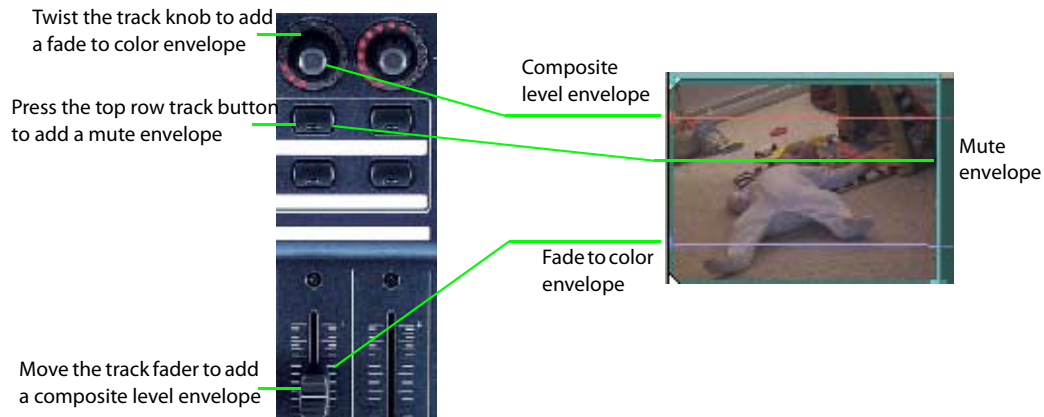 Twist the track knob to add
a fade to color envelope
Press the top row track button
to add a mute envelope
Move the track fader to add
a composite level envelope
Composite
level envelope
Fade to color
envelope
Mute
envelope